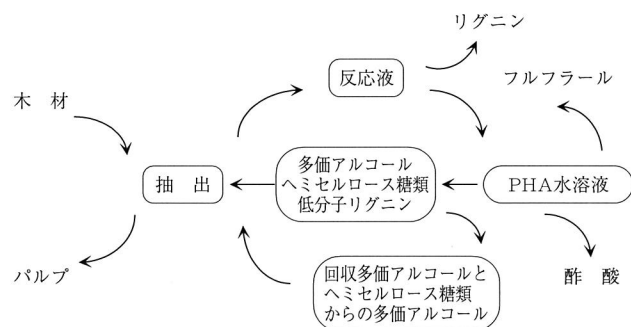 リグニン
反応液
フルフラール
木 材
抽 出
多価アルコール
ヘミセルロース糖類
低分子リグニン
PHA水溶液
パルプ
回収多価アルコールと
ヘミセルロース糖類
からの多価アルコール
酢 酸